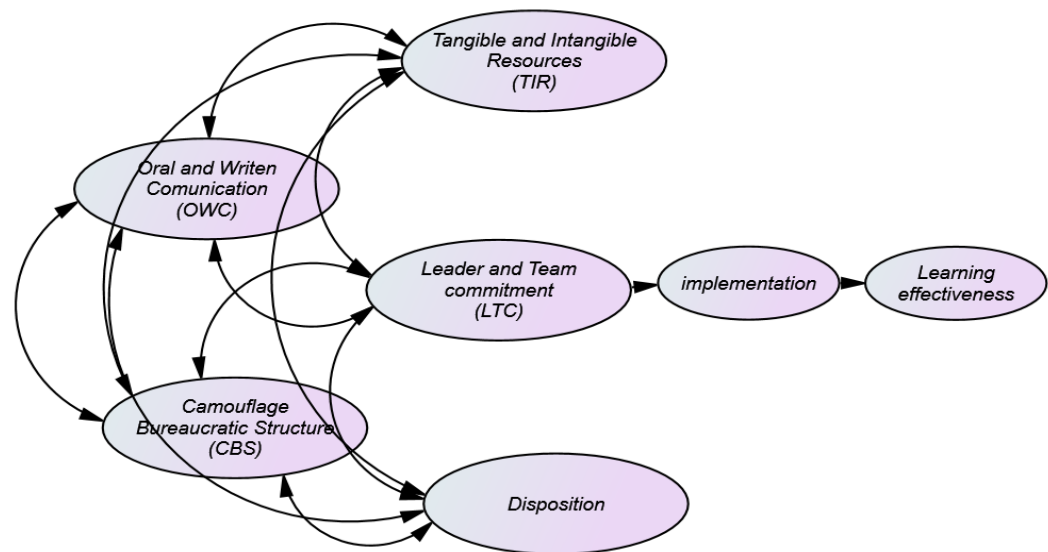 Tangible and Intangible
Resources
(TIR)
Oral and Writen
Comunication
(OWC)
Leader and Team
commitment
(LTC)
implementation
Learning
effectiveness
Camouflage
Bureaucratic Structure
(CBS)
Disposition